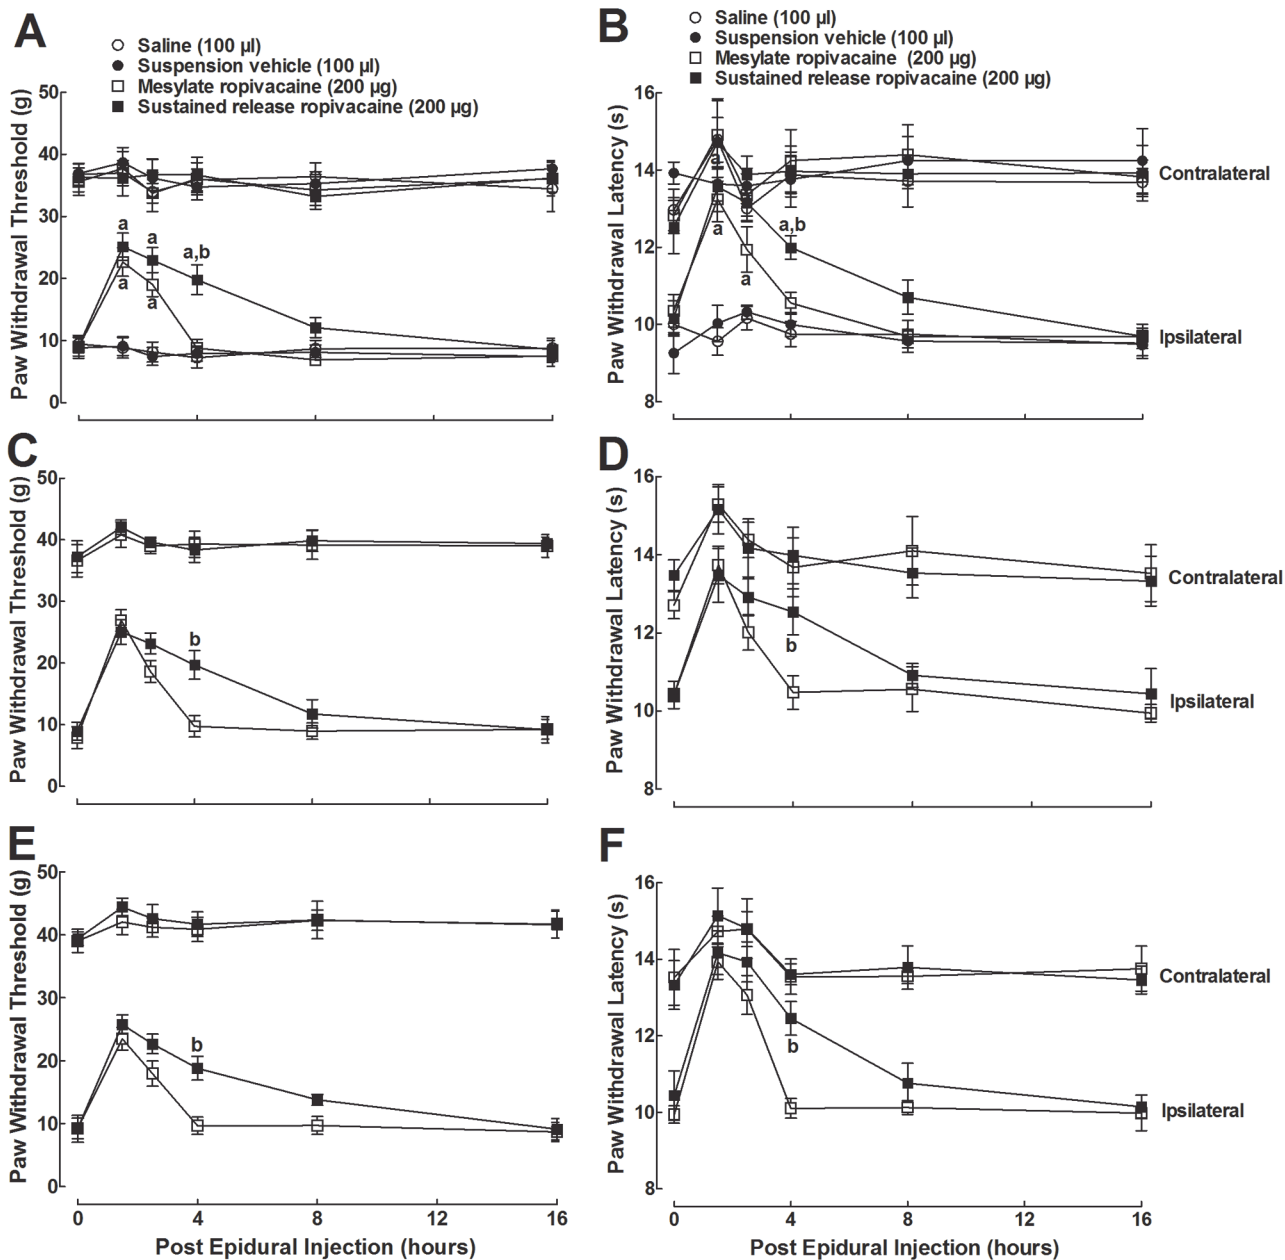 A
Saline (100 µl)
Suspension vehicle (100 µl)
Mesylate ropivacaine (200 µg)
Sustained release ropivacaine (200 µg)
Paw Withdrawal Threshold (g)
50
40
30
20
10
0
a
a
a,b
a
a
B
Saline (100 µl)
Suspension vehicle (100 µl)
Mesylate ropivacaine (200 µg)
Sustained release ropivacaine (200 µg)
Paw Withdrawal Latency (s)
16
14
12
10
8
a
a,b
a
a
Contralateral
Ipsilateral
C
Paw Withdrawal Threshold (g)
50
40
30
20
10
0
b
D
Paw Withdrawal Latency (s)
16
14
12
10
8
b
Contralateral
Ipsilateral
E
Paw Withdrawal Threshold (g)
50
40
30
20
10
0
b
0 4 8 12 16
Post Epidural Injection (hours)
F
Paw Withdrawal Latency (s)
16
14
12
10
8
b
Contralateral
Ipsilateral
0 4 8 12 16
Post Epidural Injection (hours)